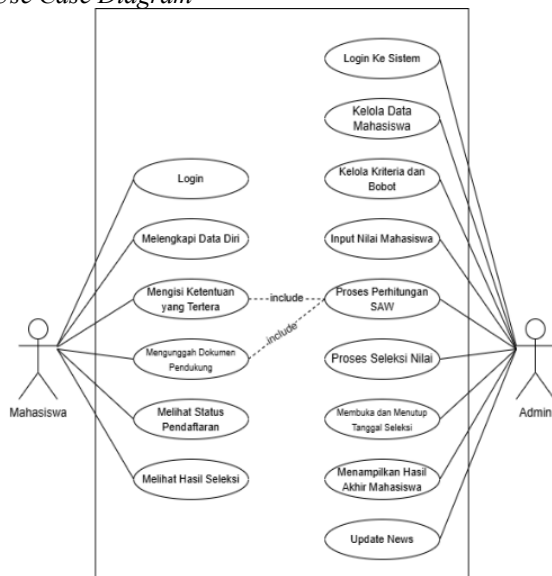 Use Case Diagram
Login Ke Sistem
Kelola Data
Mahasiswa
Login
Kelola Kriteria dan
Bobot
Melengkapi Data Diri
Input Nilai Mahasiswa
Mengisi Ketentuan
yang Tertera
include
Proses Perhitungan
SAW
include
Mengunggah Dokumen
Pendukung
Proses Seleksi Nilai
Mahasiswa
Admin
Melihat Status
Pendaftaran
Membuka dan Menutup
Tanggal Seleksi
Melihat Hasil Seleksi
Menampilkan Hasil
Akhir Mahasiswa
Update News